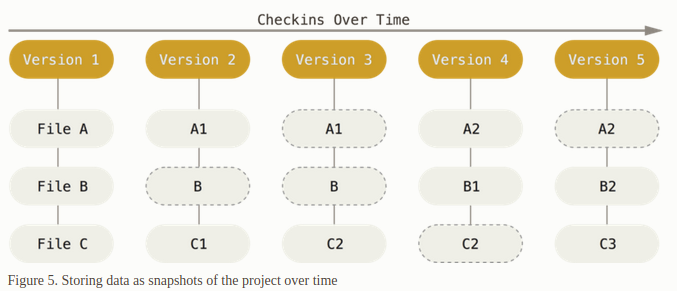 Checkins Over Time
Version 1 Version 2 Version 3 Version 4 Version 5
File A A1 A1 A2 A2
File B B B B1 B2
File C C1 C2 C2 C3
Figure 5. Storing data as snapshots of the project over time